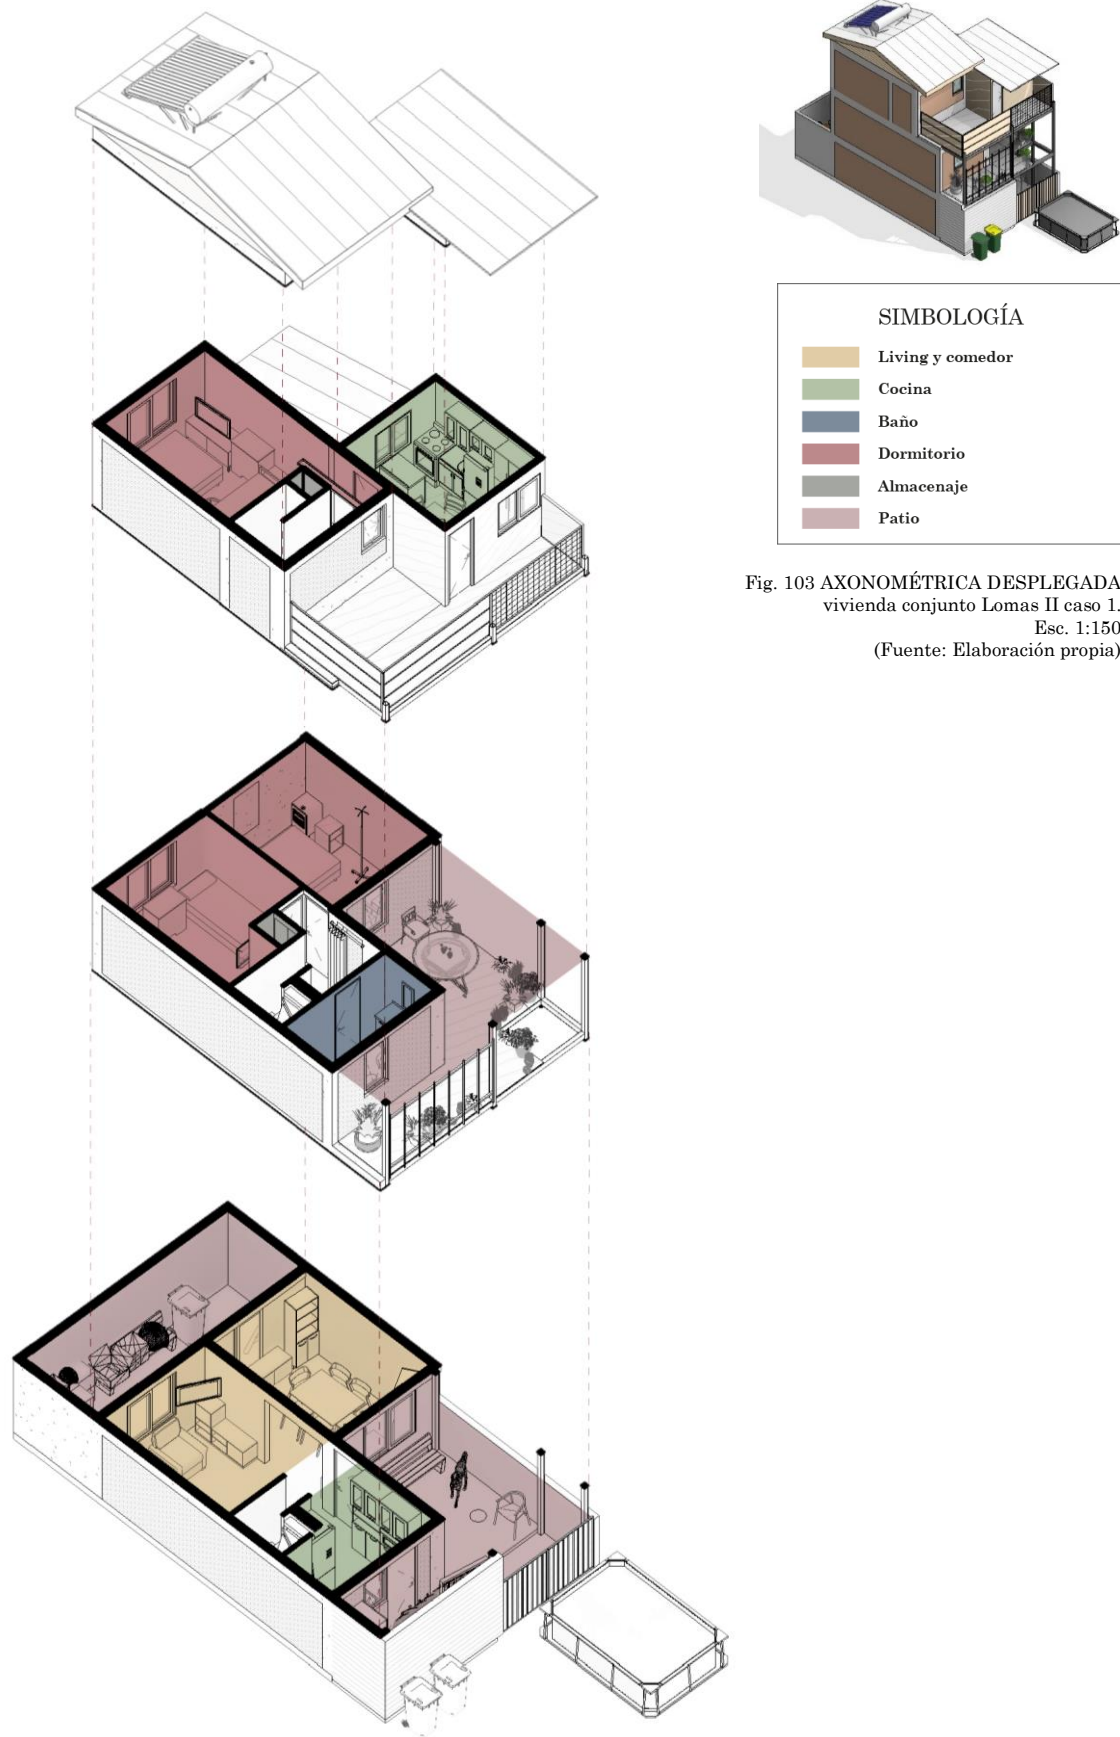 SIMBOLOGÍA
Living y comedor
Cocina
Baño
Dormitorio
Almacenaje
Patio
Fig. 103 AXONOMÉTRICA DESPLEGADA
vivienda conjunto Lomas II caso 1.
Esc. 1:150
(Fuente: Elaboración propia)